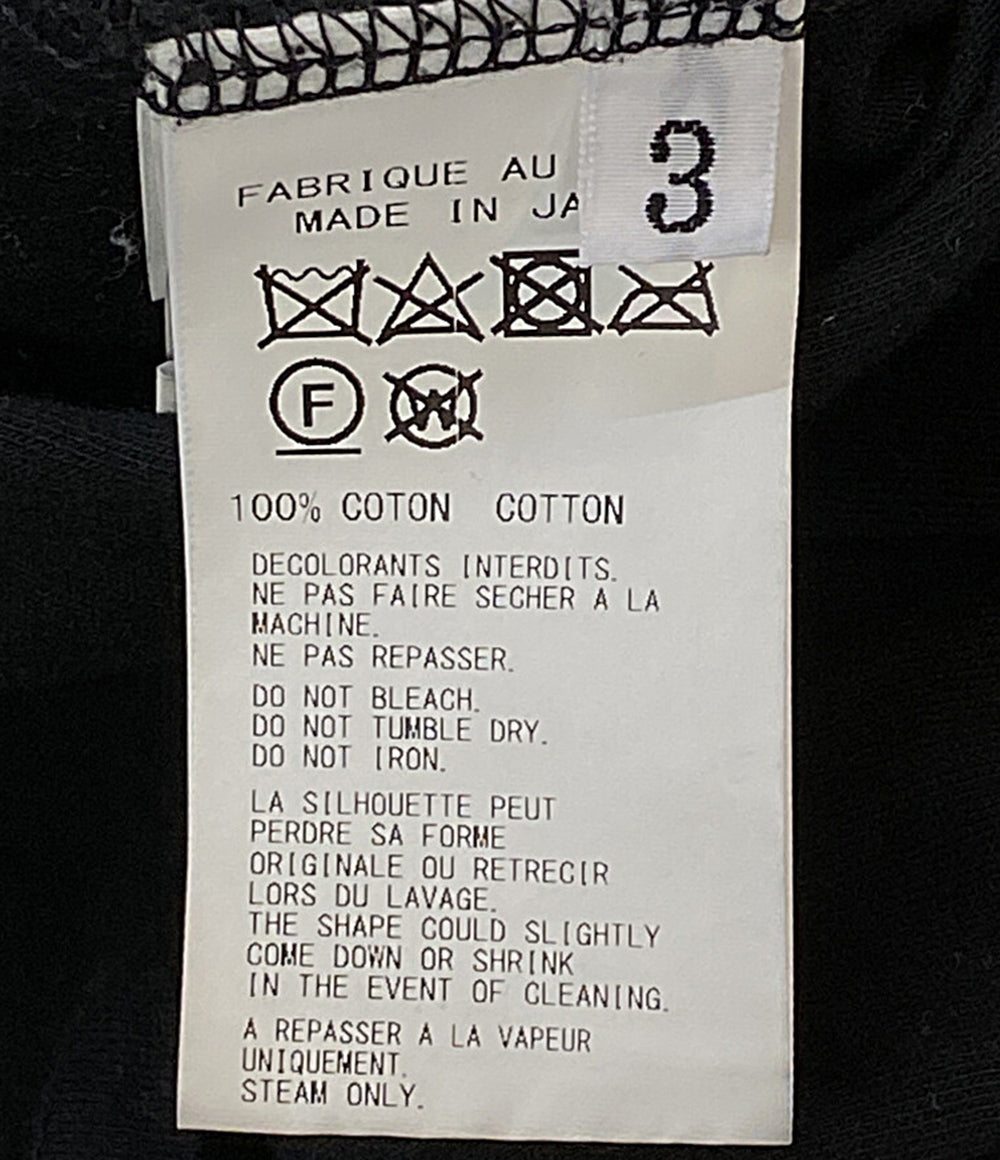 3
FABRIQUE AU
MADE IN JA
F
W
100% COTON COTTON
DECOLORANTS INTERDITS.
NE PAS FAIRE SECHER A LA
MACHINE.
NE PAS REPASSER.
DO NOT BLEACH.
DO NOT TUMBLE DRY.
DO NOT IRON.
LA SILHOUETTE PEUT
PERDRE SA FORME
ORIGINALE OU RETRECIR
LORS DU LAVAGE.
THE SHAPE COULD SLIGHTLY
COME DOWN OR SHRINK
IN THE EVENT OF CLEANING.
A REPASSER A LA VAPEUR
UNIQUEMENT.
STEAM ONLY.